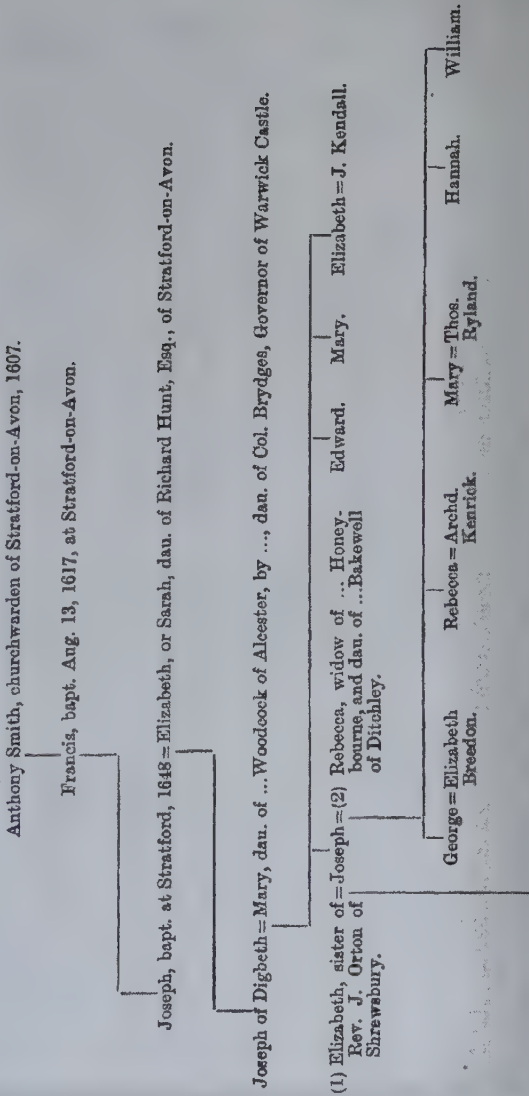 Anthony Smith, churchwarden of Stratford-on-Avon, 1607.
Francis, bapt. Aug. 13, 1617, at Stratford-on-Avon.
Joseph, bapt. at Stratford, 1648=Elizabeth, or Sarah, dau. of Richard Hunt, Esq., of Stratford-on-Avon.
Joseph of Digbeth=Mary, dau. of ...Woodcock of Alcester, by ..., dau. of Col. Brydges, Governor of Warwick Castle.
(1) Elizabeth, sister of=Joseph=(2) Rebecca, widow of ... Honey- Edward. Mary. Elizabeth=J. Kendall.
Rev. J. Orton of bourne, and dau. of ...Bakewell
Shrewsbury. of Ditchley.
George=Elizabeth Rebecca=Archd. Mary=Thos. Hannah. William.
Breedon. Kenrick. Ryland.